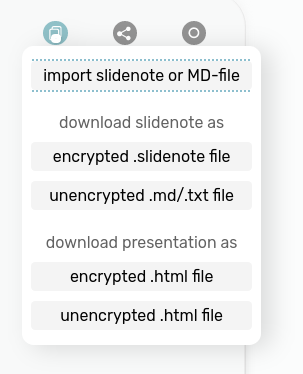 import slidenote or MD-file
download slidenote as
encrypted .slidenote file
unencrypted .md/.txt file
download presentation as
encrypted .html file
unencrypted .html file